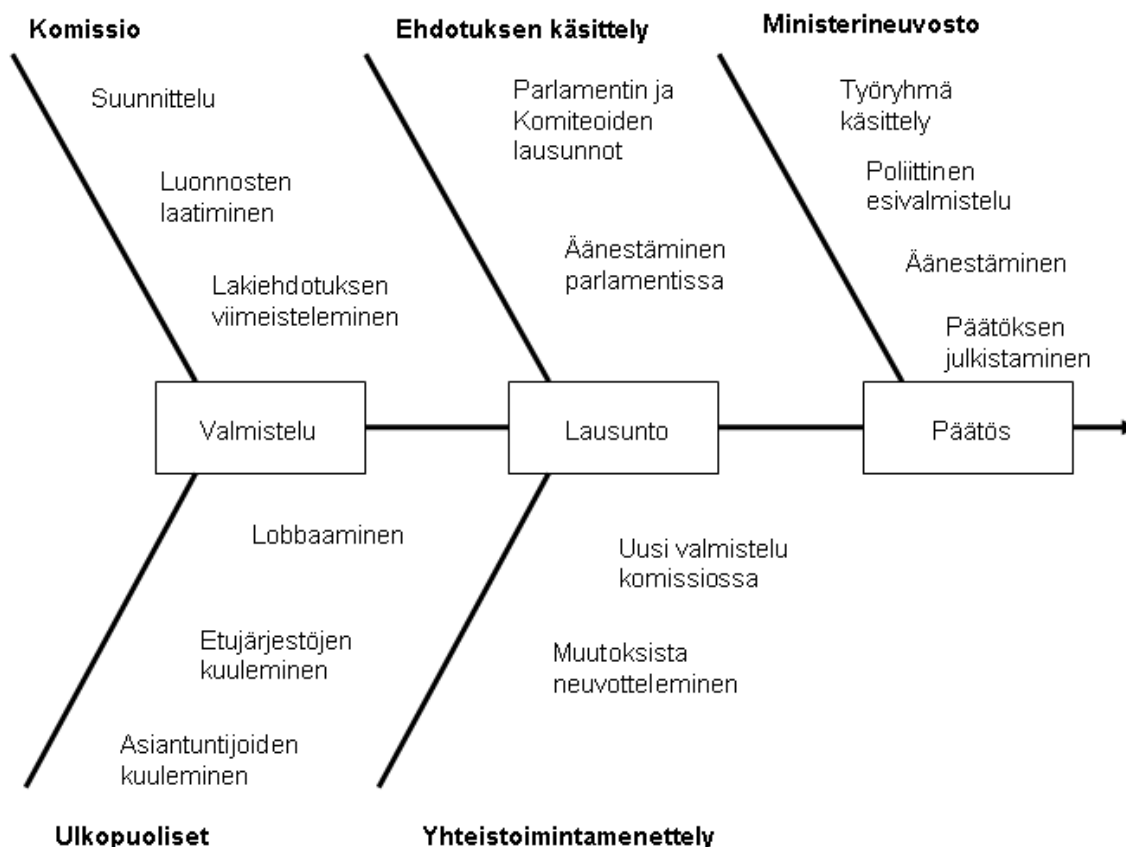 Komissio
Suunnittelu
Luonnosten
laatiminen
Lakiehdotuksen
viimeisteleminen
Ehdotuksen käsittely
Parlamentin ja
Komiteoiden
lausunnot
Äänestäminen
parlamentissa
Ministerineuvosto
Työryhmä
käsittely
Poliittinen
esivalmistelu
Äänestäminen
Päätöksen
julkistaminen
Valmistelu
Lausunto
Päätös
Lobbaaminen
Etujärjestöjen
kuuleminen
Asiantuntijoiden
kuuleminen
Ulkopuoliset
Uusi valmistelu
komissiossa
Muutoksista
neuvotteleminen
Yhteistoimintamenettely